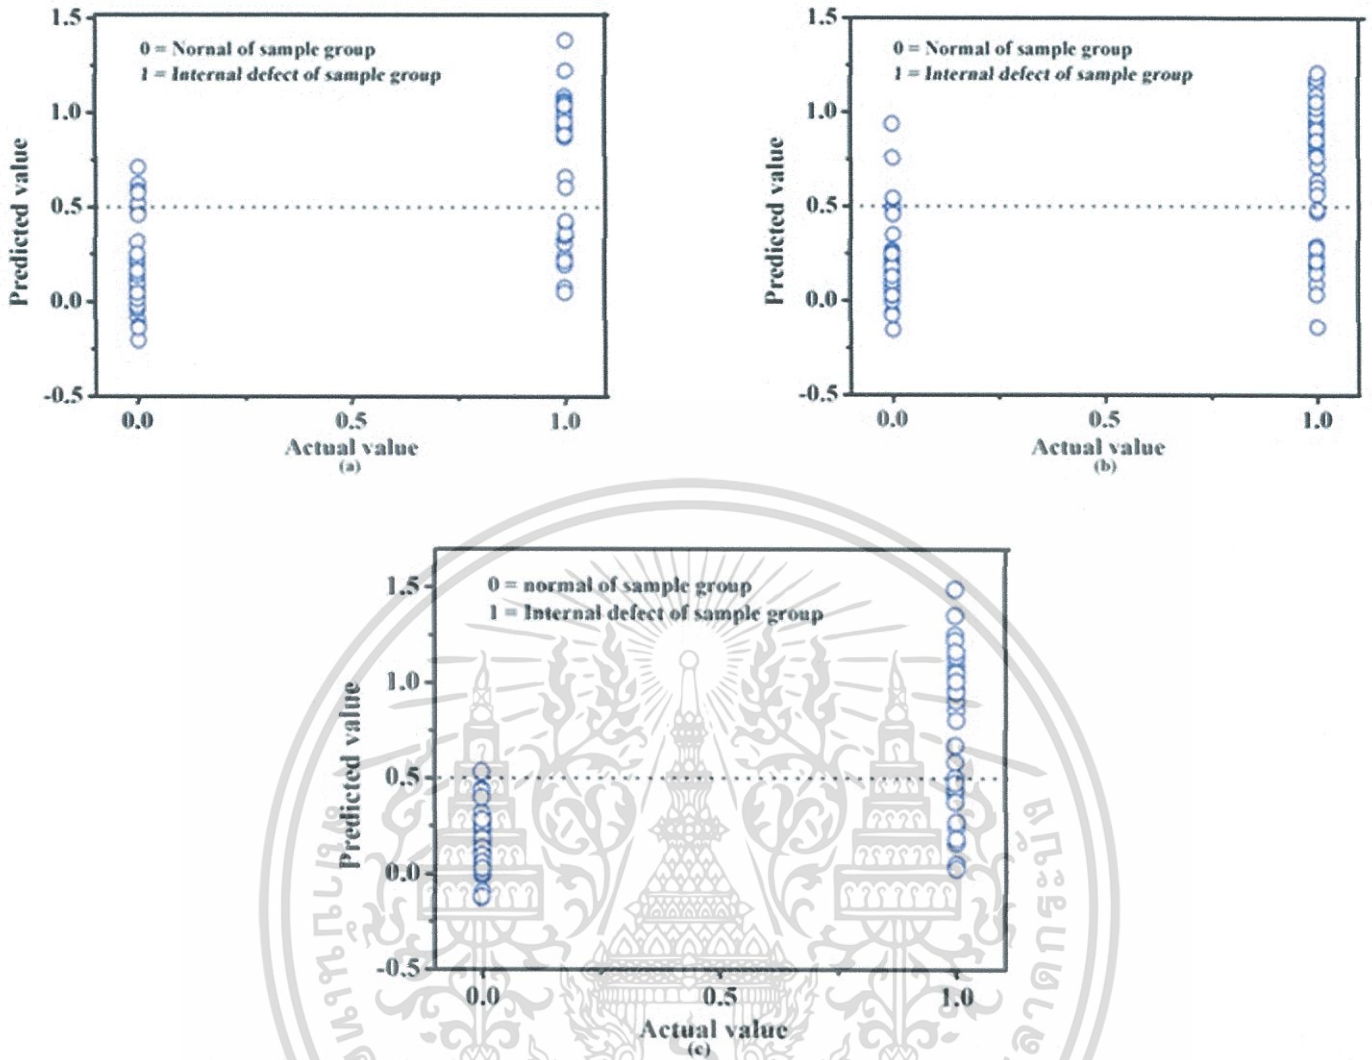 1.5
0 = Nornal of sample group
1 = Internal defect of sample group
1.0
0.5
0.0
-0.5
0.0 0.5 1.0
Predicted value
Actual value
(a)
1.5
0 = Normal of sample group
1 = Internal defect of sample group
1.0
0.5
0.0
-0.5
0.0 0.5 1.0
Predicted value
Actual value
(b)
1.5
0 = normal of sample group
1 = Internal defect of sample group
1.0
0.5
0.0
-0.5
0.0 0.5 1.0
Predicted value
Actual value
(c)